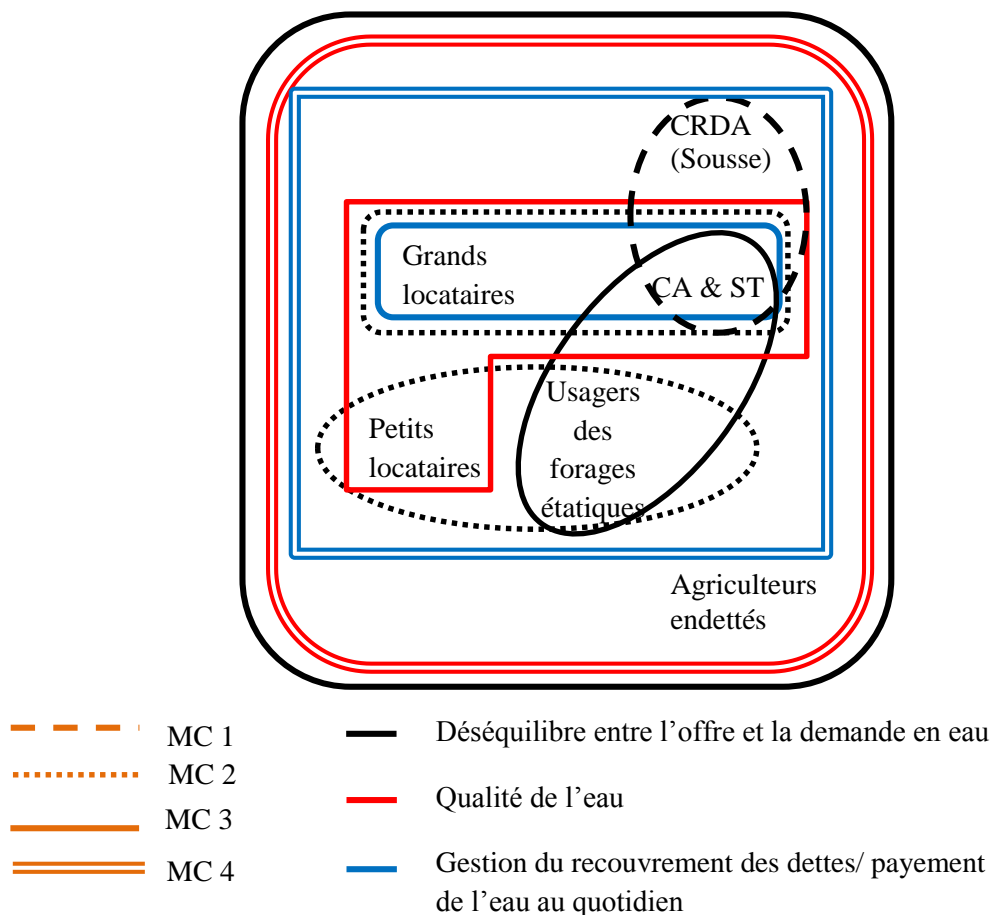 CRDA
(Sousse)
Grands
locataires
CA & ST
Usagers
des
forages
étatiques
Petits
locataires
Agriculteurs
endettés
MC 1
MC 2
MC 3
MC 4
Déséquilibre entre l’offre et la demande en eau
Qualité de l’eau
Gestion du recouvrement des dettes/ payement
de l’eau au quotidien